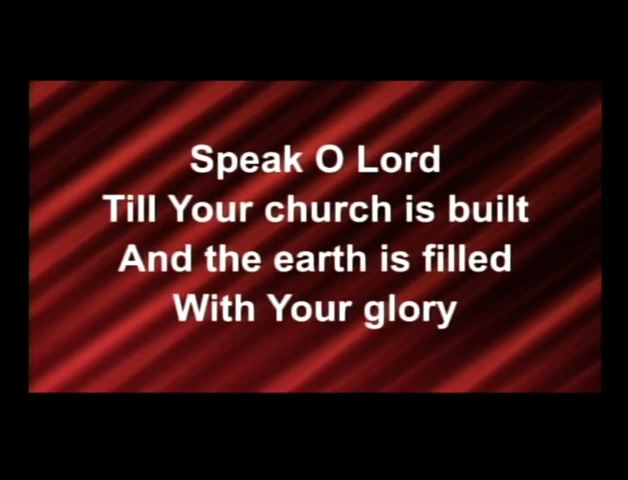 Speak O Lord
Till Your church is built
And the earth is filled
With Your glory